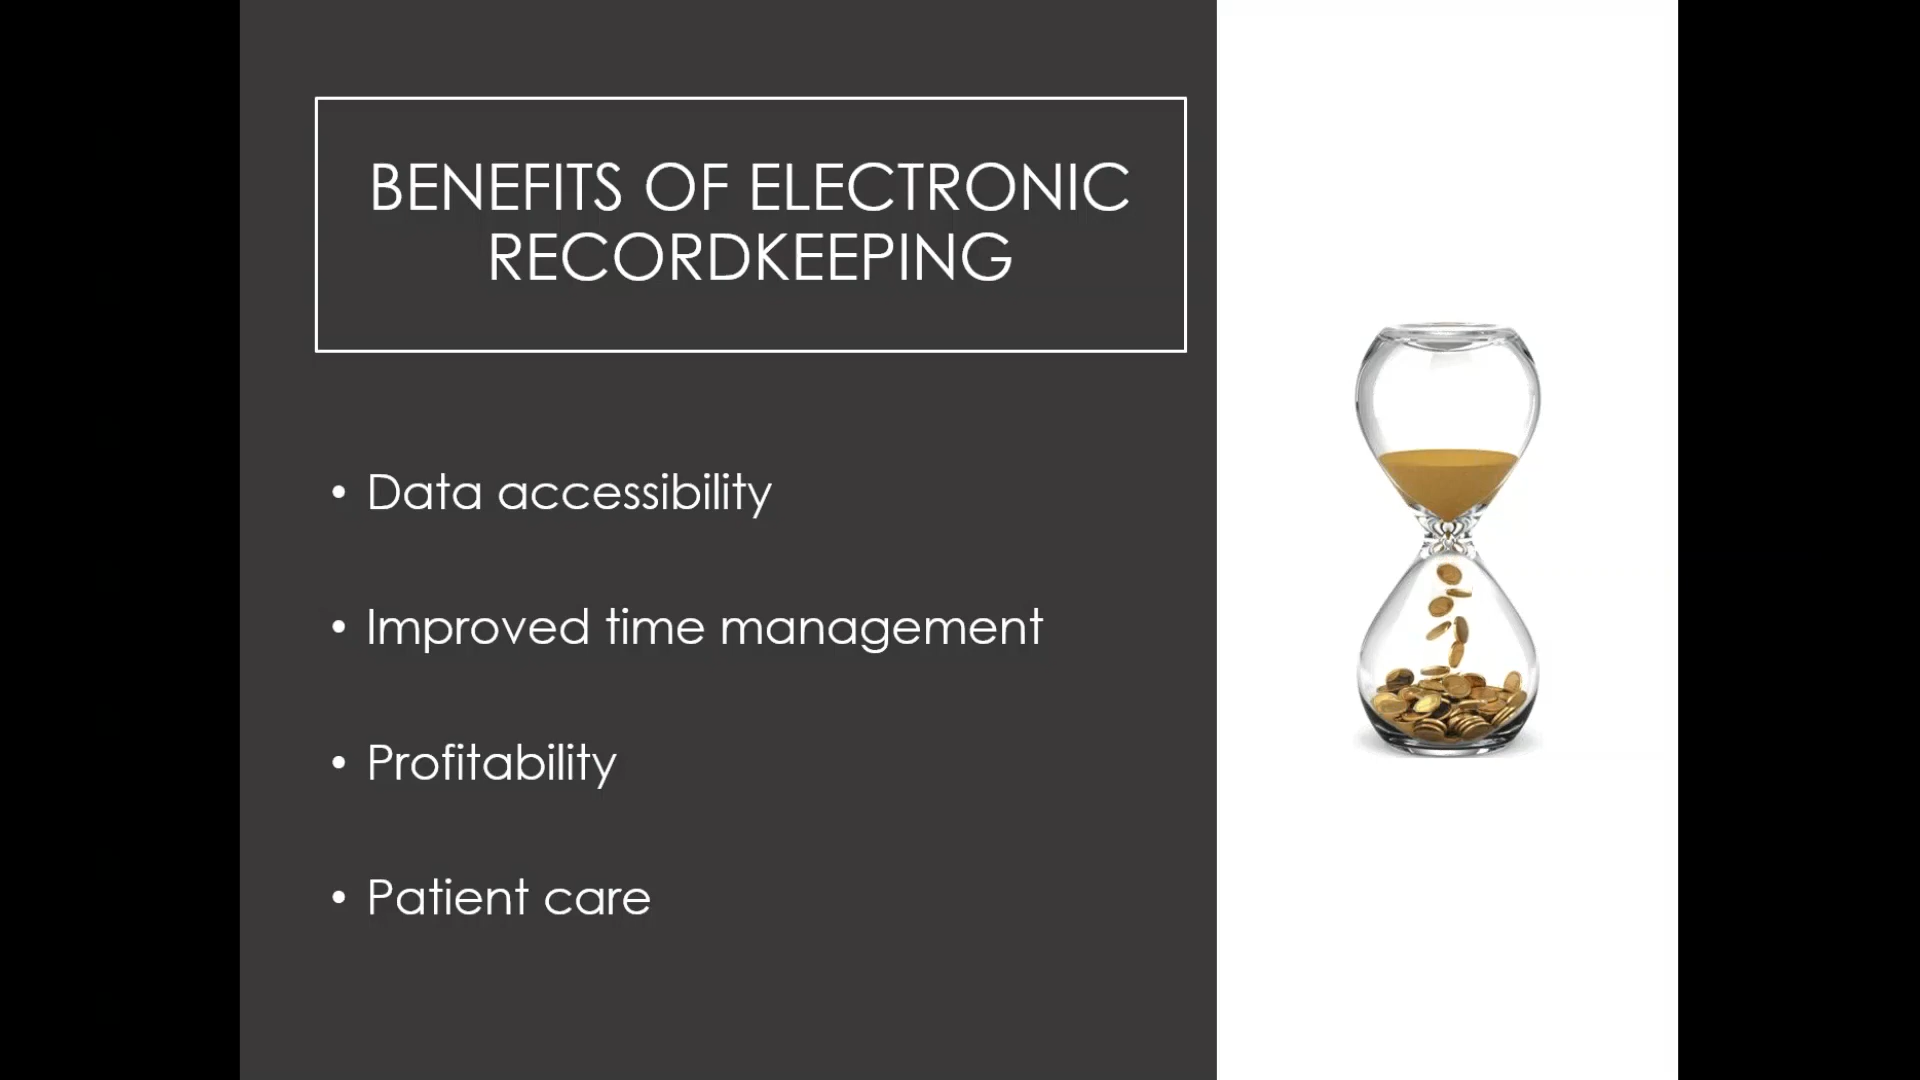 BENEFITS OF ELECTRONIC
RECORDKEEPING
• Data accessibility
• Improved time management
• Profitability
• Patient care